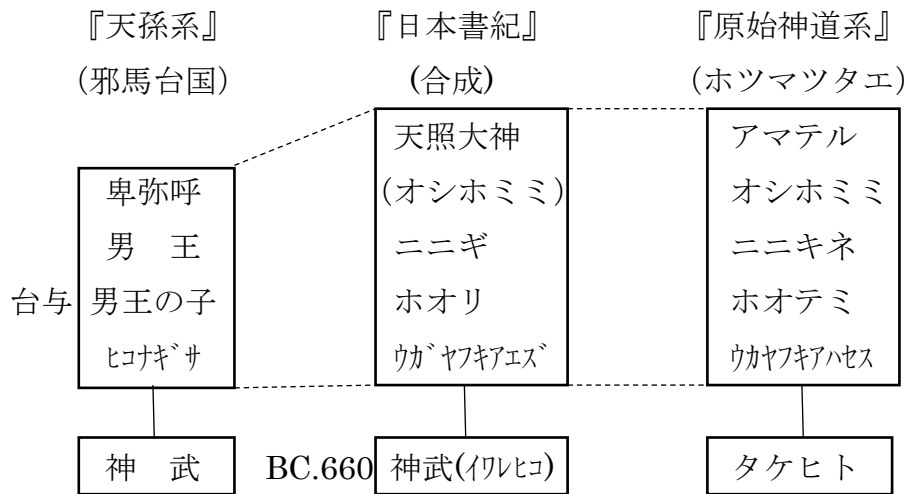 『天孫系』 『日本書紀』 『原始神道系』
(邪馬台国) (合成) (ホツマツタエ)
天照大神 アマテル
卑弥呼 (オシホミミ) オシホミミ
男 王 ニニギ ニニキネ
台与 男王の子 ホオリ ホオテミ
ﾋｺﾅｷﾞｻ ｳｶﾞﾔﾌｷｱｴｽﾞ ｳｶﾔﾌｷｱﾊｾｽ
神 武 BC.660 神武(ｲﾜﾚﾋｺ) タケヒト